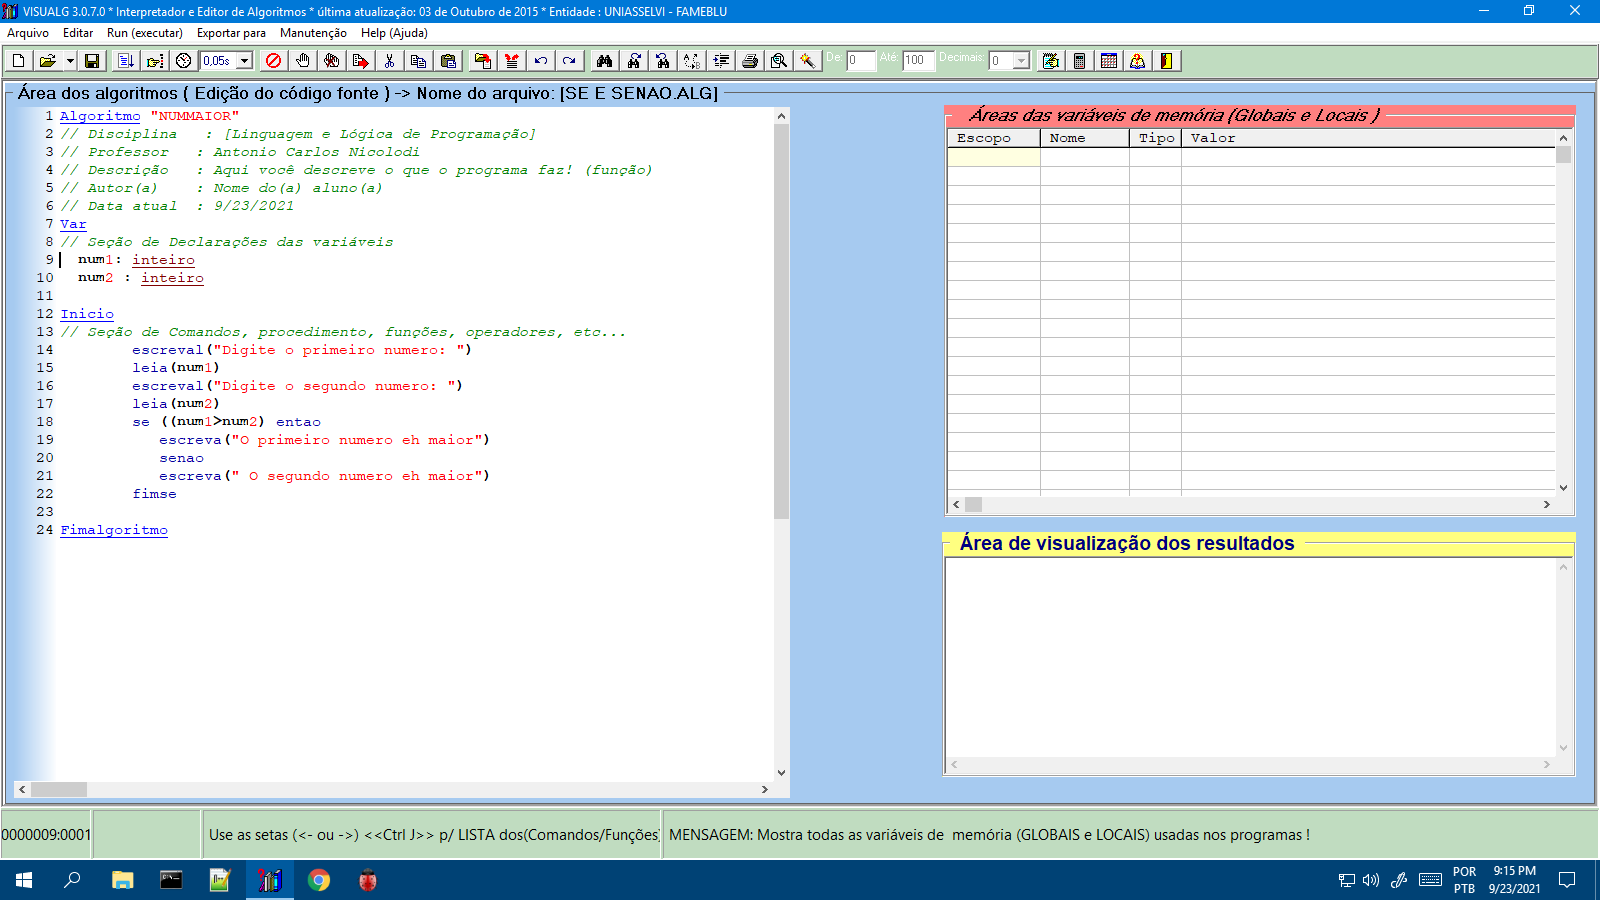 VISUALG 3.0.7.0 * Interpretador e Editor de Algoritmos * última atualização: 03 de Outubro de 2015 * Entidade : UNIASSELVI - FAMEBLU
Arquivo Editar Run (executar) Exportar para Manutenção Help (Ajuda)
0,05s De: 0 Até: 100 Decimais: 0
Área dos algoritmos ( Edição do código fonte ) -> Nome do arquivo: [SE E SENAO.ALG]
1 Algoritmo "NUMMAIOR"
2 // Disciplina   : [Linguagem e Lógica de Programação]
3 // Professor   : Antonio Carlos Nicolodi
4 // Descrição   : Aqui você descreve o que o programa faz! (função)
5 // Autor(a)    : Nome do(a) aluno(a)
6 // Data atual  : 9/23/2021
7 Var
8 // Seção de Declarações das variáveis
9   num1: inteiro
10   num2 : inteiro
11
12 Inicio
13 // Seção de Comandos, procedimento, funções, operadores, etc...
14         escreval("Digite o primeiro numero: ")
15         leia(num1)
16         escreval("Digite o segundo numero: ")
17         leia(num2)
18         se ((num1>num2) entao
19            escreva("O primeiro numero eh maior")
20            senao
21            escreva(" O segundo numero eh maior")
22         fimse
23
24 Fimalgoritmo
Áreas das variáveis de memória (Globais e Locais )
Escopo Nome Tipo Valor
Área de visualização dos resultados
0000009:0001 Use as setas (<- ou ->) <<Ctrl J>> p/ LISTA dos(Comandos/Funções) MENSAGEM: Mostra todas as variáveis de  memória (GLOBAIS e LOCAIS) usadas nos programas !
POR 9:15 PM
PTB 9/23/2021